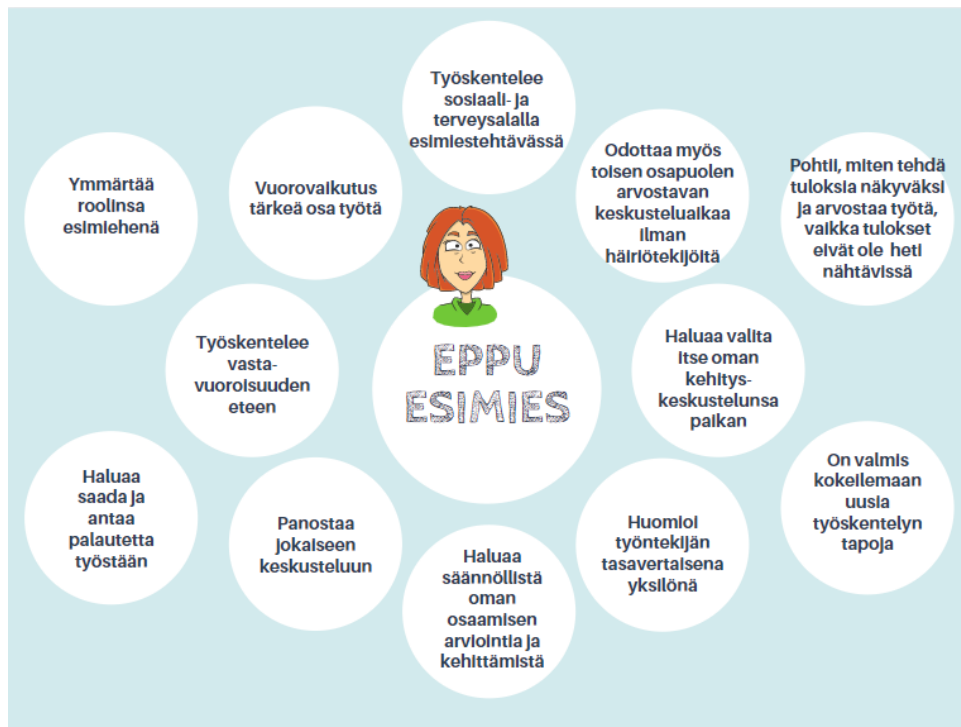 Työskentelee
sosiaali- ja
terveysalalla
esimiestehtävässä
Ymmärtää
roolinsa
esimiehenä
Vuorovaikutus
tärkeä osa työtä
Odottaa myös
toisen osapuolen
arvostavan
keskusteluaikaa
ilman
häiriötekijöitä
Pohtii, miten tehdä
tuloksia näkyväksi
ja arvostaa työtä,
vaikka tulokset
eivät ole heti
nähtävissä
Työskentelee
vasta-
vuoroisuuden
eteen
EPPU
ESIMIES
Haluaa valita
itse oman
kehitys-
keskustelunsa
paikan
Haluaa
saada ja
antaa
palautetta
työstään
Panostaa
jokaiseen
keskusteluun
Haluaa
säännöllistä
oman
osaamisen
arviointia ja
kehittämistä
Huomioi
työntekijän
tasavertaisena
yksilönä
On valmis
kokeilemaan
uusia
työskentelyn
tapoja